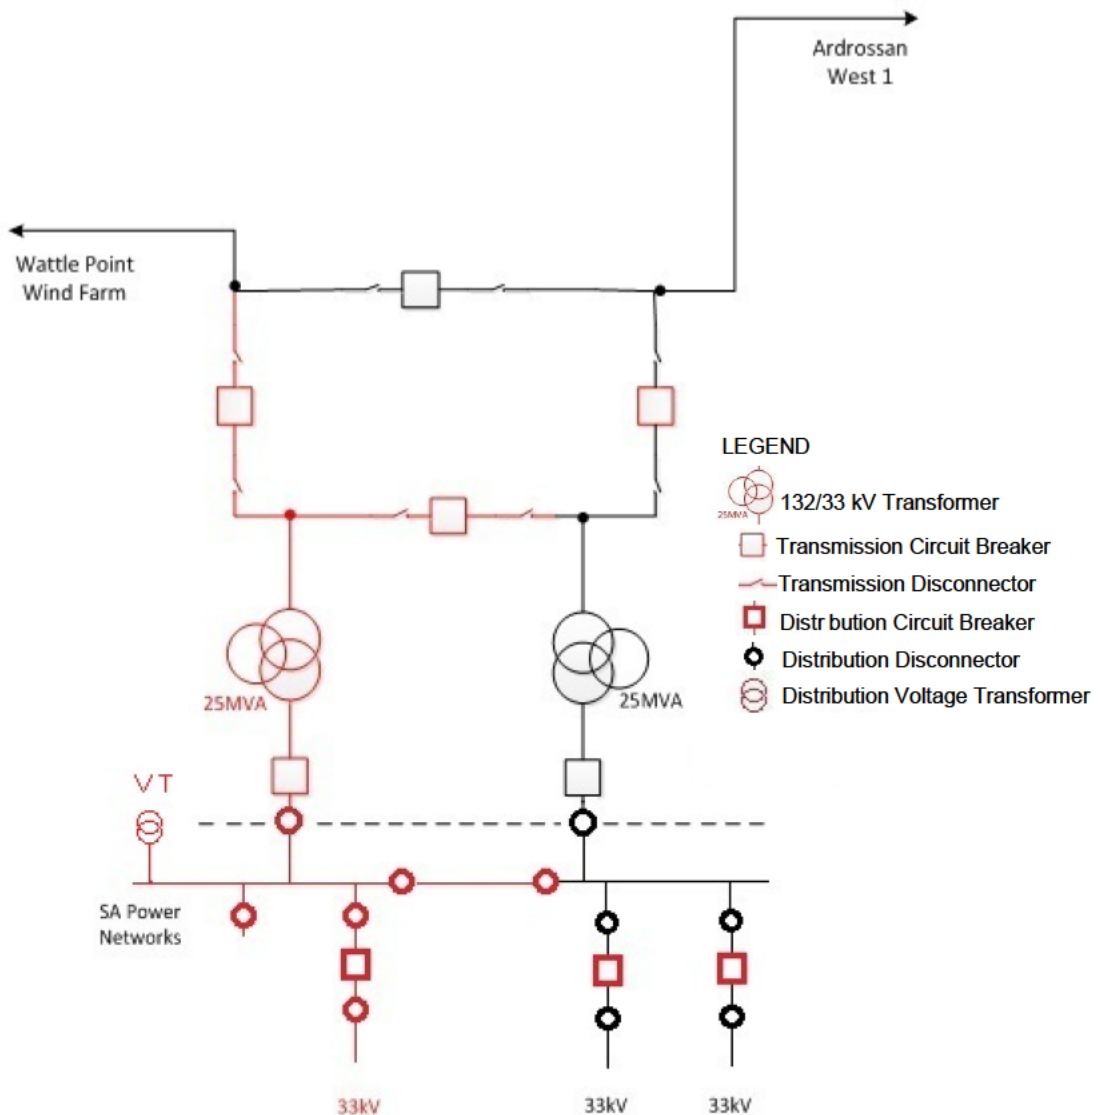 Ardrossan
West 1
Wattle Point
Wind Farm
LEGEND
25MVA
132/33 kV Transformer
Transmission Circuit Breaker
Transmission Disconnector
Distr bution Circuit Breaker
Distribution Disconnector
Distribution Voltage Transformer
25MVA
25MVA
VT
SA Power
Networks
33kV
33kV
33kV